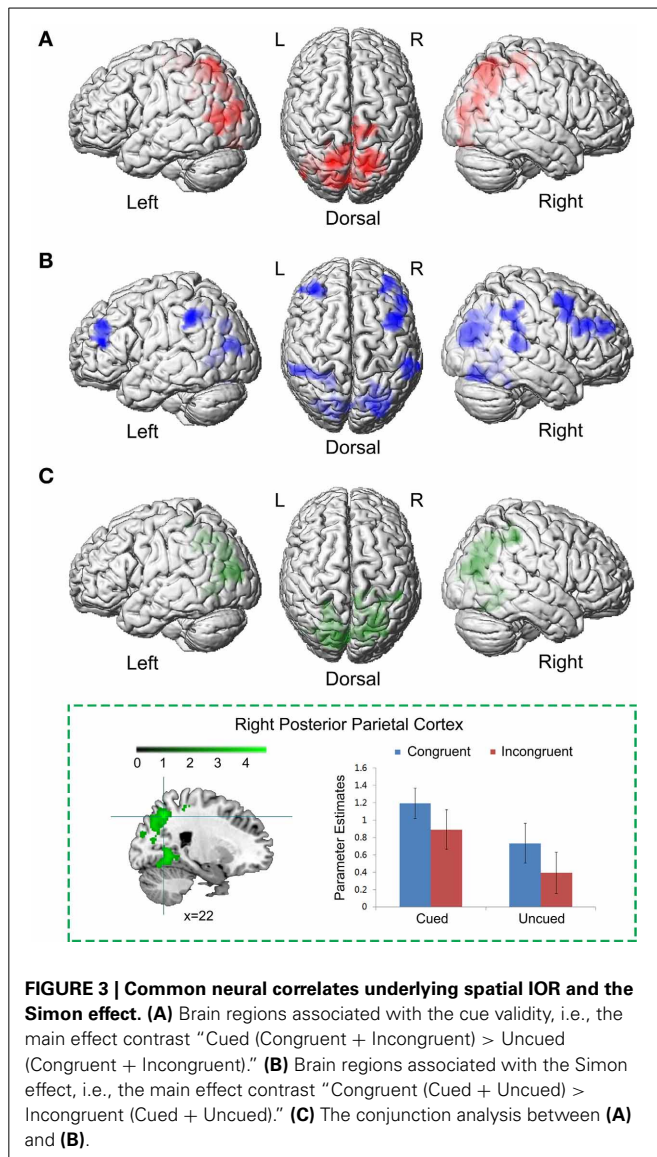 A
L
R
Left
Dorsal
Right
B
L
R
Left
Dorsal
Right
C
L
R
Left
Dorsal
Right
Right Posterior Parietal Cortex
0 1 2 3 4
x=22
Congruent Incongruent
Parameter Estimates
1.6
1.4
1.2
1
0.8
0.6
0.4
0.2
0
Cued Uncued
FIGURE 3 | Common neural correlates underlying spatial IOR and the
Simon effect. (A) Brain regions associated with the cue validity, i.e., the
main effect contrast “Cued (Congruent + Incongruent) > Uncued
(Congruent + Incongruent).” (B) Brain regions associated with the Simon
effect, i.e., the main effect contrast “Congruent (Cued + Uncued) >
Incongruent (Cued + Uncued).” (C) The conjunction analysis between (A)
and (B).